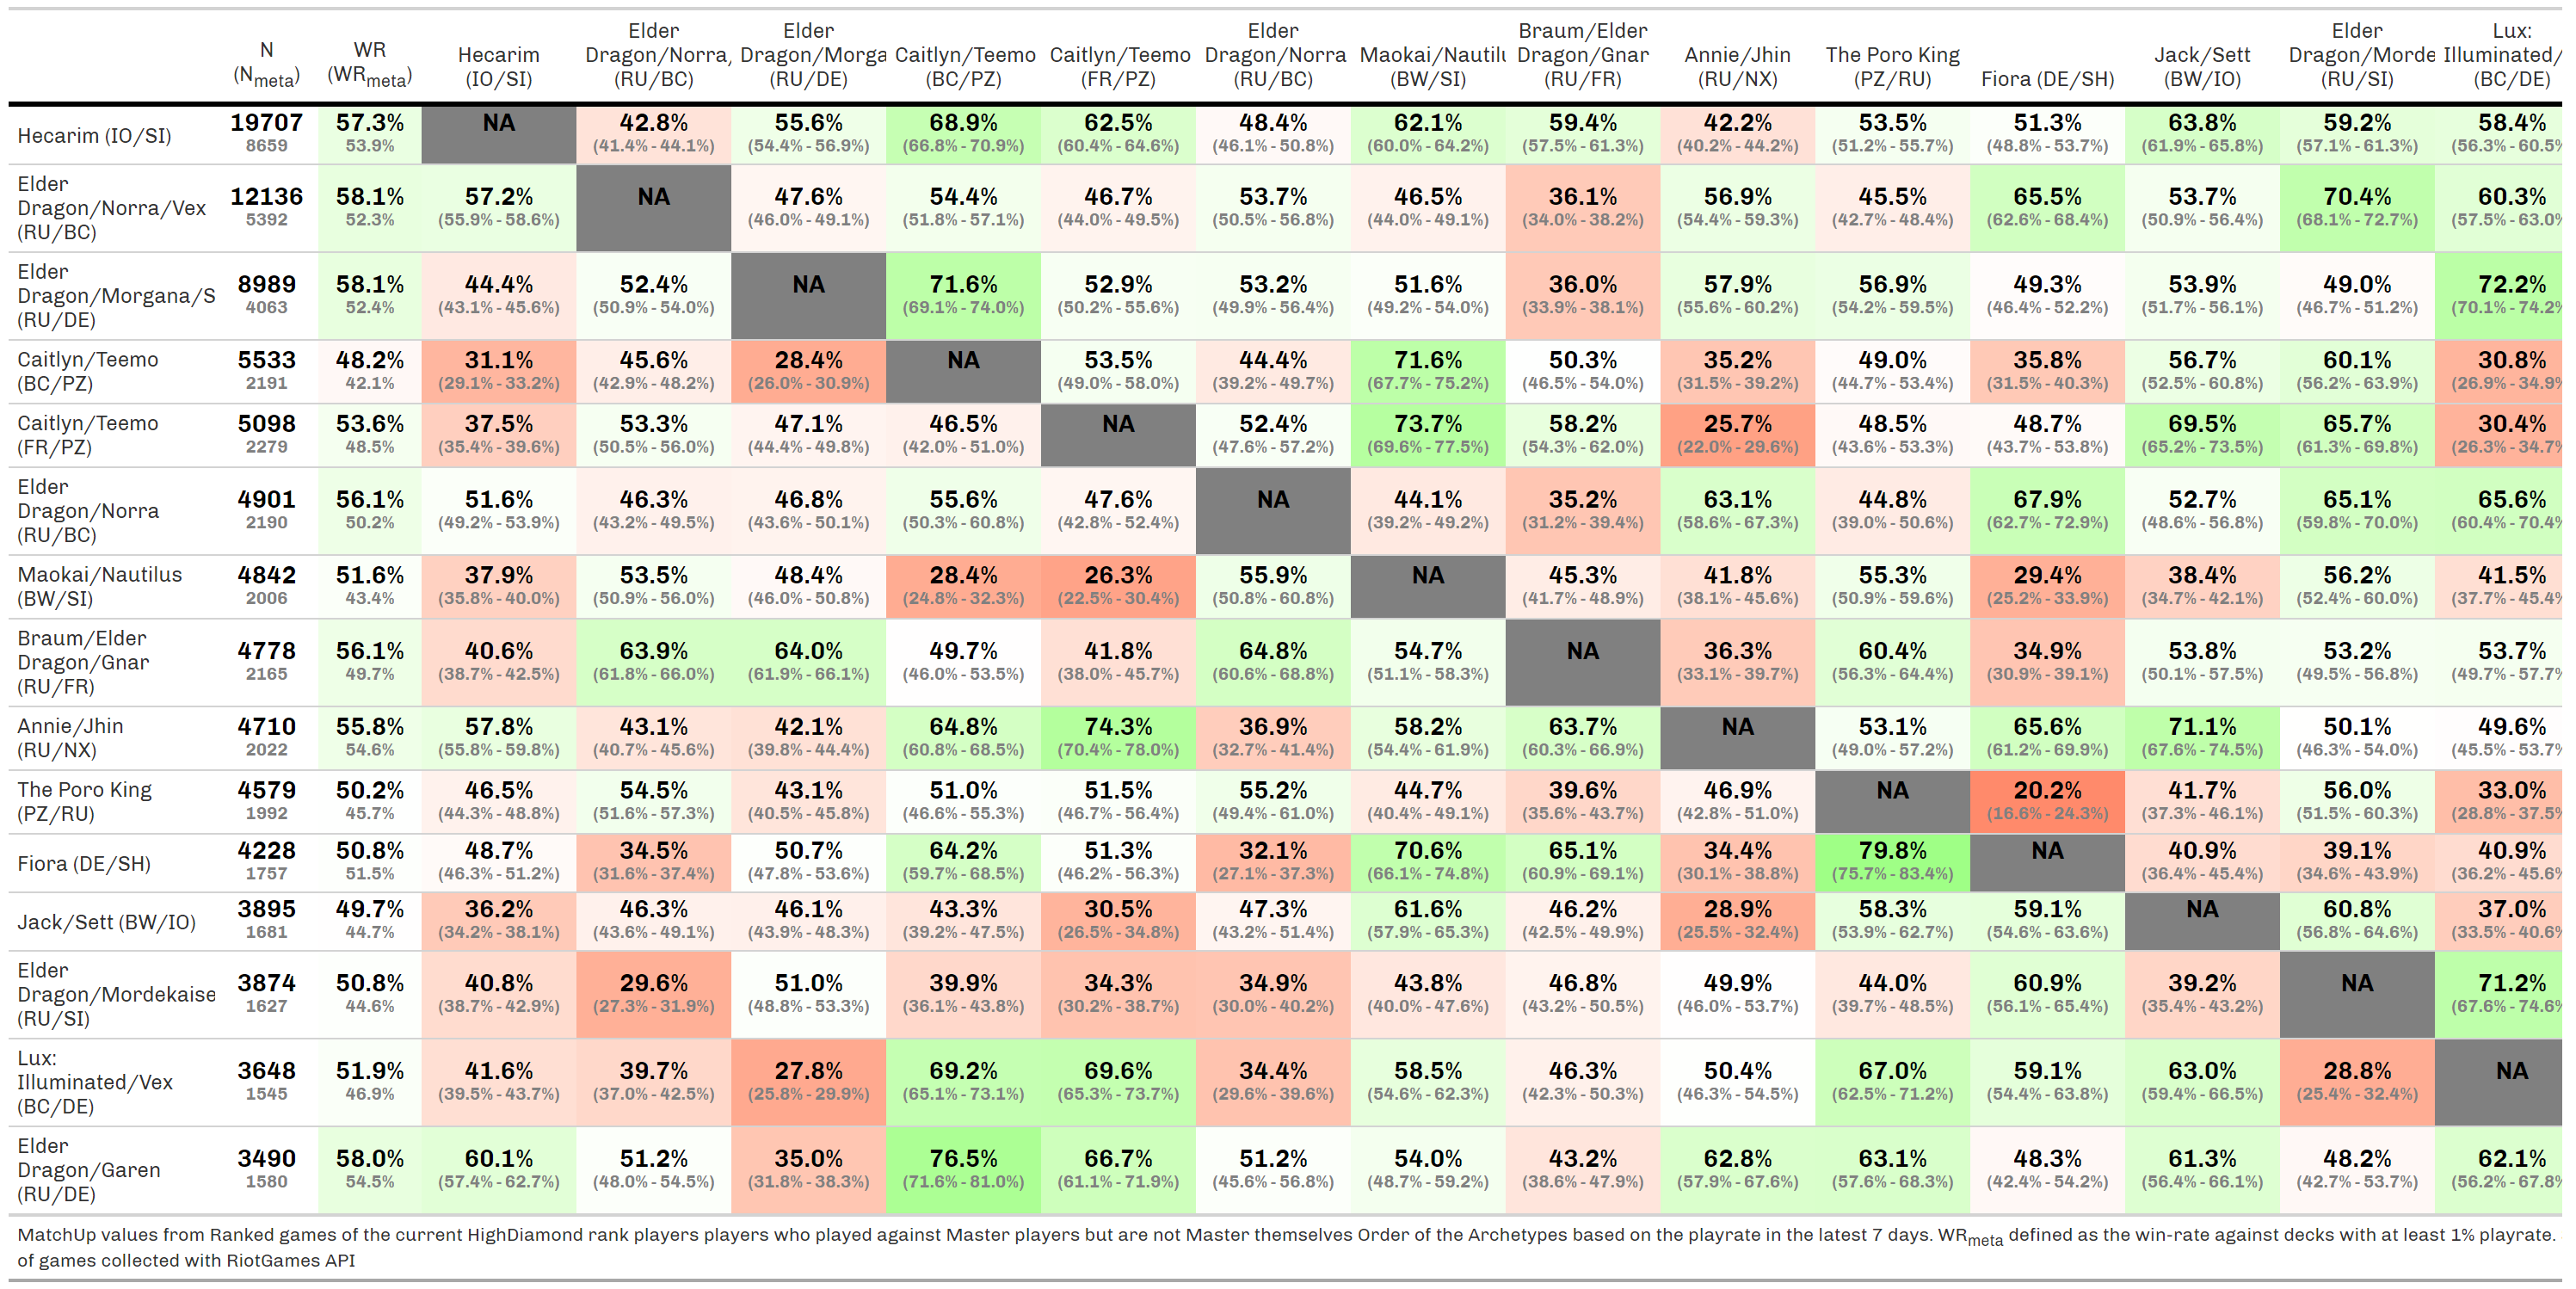 Elder Elder Elder Braum/Elder Elder Lux:
N WR Hecarim Dragon/Norra, Dragon/Morga Caitlyn/Teemo Caitlyn/Teemo Dragon/Norra Maokai/Nautilu Dragon/Gnar Annie/Jhin The Poro King Jack/Sett Dragon/Morde Illuminated/
(Nmeta) (WRmeta) (IO/SI) (RU/BC) (RU/DE) (BC/PZ) (FR/PZ) (RU/BC) (BW/SI) (RU/FR) (RU/NX) (PZ/RU) Fiora (DE/SH) (BW/IO) (RU/SI) (BC/DE)
Hecarim (IO/SI) 19707 57.3% NA 42.8% 55.6% 68.9% 62.5% 48.4% 62.1% 59.4% 42.2% 53.5% 51.3% 63.8% 59.2% 58.4%
8659 53.9% (41.4% - 44.1%) (54.4% - 56.9%) (66.8% - 70.9%) (60.4% - 64.6%) (46.1% - 50.8%) (60.0% - 64.2%) (57.5% - 61.3%) (40.2% - 44.2%) (51.2% - 55.7%) (48.8% - 53.7%) (61.9% - 65.8%) (57.1% - 61.3%) (56.3% - 60.5%
Elder
Dragon/Norra/Vex 12136 58.1% 57.2% NA 47.6% 54.4% 46.7% 53.7% 46.5% 36.1% 56.9% 45.5% 65.5% 53.7% 70.4% 60.3%
(RU/BC) 5392 52.3% (55.9% - 58.6%) (46.0% - 49.1%) (51.8% - 57.1%) (44.0% - 49.5%) (50.5% - 56.8%) (44.0% - 49.1%) (34.0% - 38.2%) (54.4% - 59.3%) (42.7% - 48.4%) (62.6% - 68.4%) (50.9% - 56.4%) (68.1% - 72.7%) (57.5% - 63.0%
Elder
Dragon/Morgana/S 8989 58.1% 44.4% 52.4% NA 71.6% 52.9% 53.2% 51.6% 36.0% 57.9% 56.9% 49.3% 53.9% 49.0% 72.2%
(RU/DE) 4063 52.4% (43.1% - 45.6%) (50.9% - 54.0%) (69.1% - 74.0%) (50.2% - 55.6%) (49.9% - 56.4%) (49.2% - 54.0%) (33.9% - 38.1%) (55.6% - 60.2%) (54.2% - 59.5%) (46.4% - 52.2%) (51.7% - 56.1%) (46.7% - 51.2%) (70.1% - 74.2%
Caitlyn/Teemo 5533 48.2% 31.1% 45.6% 28.4% NA 53.5% 44.4% 71.6% 50.3% 35.2% 49.0% 35.8% 56.7% 60.1% 30.8%
(BC/PZ) 2191 42.1% (29.1% - 33.2%) (42.9% - 48.2%) (26.0% - 30.9%) (49.0% - 58.0%) (39.2% - 49.7%) (67.7% - 75.2%) (46.5% - 54.0%) (31.5% - 39.2%) (44.7% - 53.4%) (31.5% - 40.3%) (52.5% - 60.8%) (56.2% - 63.9%) (26.9% - 34.9%
Caitlyn/Teemo 5098 53.6% 37.5% 53.3% 47.1% 46.5% NA 52.4% 73.7% 58.2% 25.7% 48.5% 48.7% 69.5% 65.7% 30.4%
(FR/PZ) 2279 48.5% (35.4% - 39.6%) (50.5% - 56.0%) (44.4% - 49.8%) (42.0% - 51.0%) (47.6% - 57.2%) (69.6% - 77.5%) (54.3% - 62.0%) (22.0% - 29.6%) (43.6% - 53.3%) (43.7% - 53.8%) (65.2% - 73.5%) (61.3% - 69.8%) (26.3% - 34.7%
Elder
Dragon/Norra 4901 56.1% 51.6% 46.3% 46.8% 55.6% 47.6% NA 44.1% 35.2% 63.1% 44.8% 67.9% 52.7% 65.1% 65.6%
(RU/BC) 2190 50.2% (49.2% - 53.9%) (43.2% - 49.5%) (43.6% - 50.1%) (50.3% - 60.8%) (42.8% - 52.4%) (39.2% - 49.2%) (31.2% - 39.4%) (58.6% - 67.3%) (39.0% - 50.6%) (62.7% - 72.9%) (48.6% - 56.8%) (59.8% - 70.0%) (60.4% - 70.4%
Maokai/Nautilus 4842 51.6% 37.9% 53.5% 48.4% 28.4% 26.3% 55.9% NA 45.3% 41.8% 55.3% 29.4% 38.4% 56.2% 41.5%
(BW/SI) 2006 43.4% (35.8% - 40.0%) (50.9% - 56.0%) (46.0% - 50.8%) (24.8% - 32.3%) (22.5% - 30.4%) (50.8% - 60.8%) (41.7% - 48.9%) (38.1% - 45.6%) (50.9% - 59.6%) (25.2% - 33.9%) (34.7% - 42.1%) (52.4% - 60.0%) (37.7% - 45.4%
Braum/Elder
Dragon/Gnar 4778 56.1% 40.6% 63.9% 64.0% 49.7% 41.8% 64.8% 54.7% NA 36.3% 60.4% 34.9% 53.8% 53.2% 53.7%
(RU/FR) 2165 49.7% (38.7% - 42.5%) (61.8% - 66.0%) (61.9% - 66.1%) (46.0% - 53.5%) (38.0% - 45.7%) (60.6% - 68.8%) (51.1% - 58.3%) (33.1% - 39.7%) (56.3% - 64.4%) (30.9% - 39.1%) (50.1% - 57.5%) (49.5% - 56.8%) (49.7% - 57.7%
Annie/Jhin 4710 55.8% 57.8% 43.1% 42.1% 64.8% 74.3% 36.9% 58.2% 63.7% NA 53.1% 65.6% 71.1% 50.1% 49.6%
(RU/NX) 2022 54.6% (55.8% - 59.8%) (40.7% - 45.6%) (39.8% - 44.4%) (60.8% - 68.5%) (70.4% - 78.0%) (32.7% - 41.4%) (54.4% - 61.9%) (60.3% - 66.9%) (49.0% - 57.2%) (61.2% - 69.9%) (67.6% - 74.5%) (46.3% - 54.0%) (45.5% - 53.7%
The Poro King 4579 50.2% 46.5% 54.5% 43.1% 51.0% 51.5% 55.2% 44.7% 39.6% 46.9% NA 20.2% 41.7% 56.0% 33.0%
(PZ/RU) 1992 45.7% (44.3% - 48.8%) (51.6% - 57.3%) (40.5% - 45.8%) (46.6% - 55.3%) (46.7% - 56.4%) (49.4% - 61.0%) (40.4% - 49.1%) (35.6% - 43.7%) (42.8% - 51.0%) (16.6% - 24.3%) (37.3% - 46.1%) (51.5% - 60.3%) (28.8% - 37.5%
Fiora (DE/SH) 4228 50.8% 48.7% 34.5% 50.7% 64.2% 51.3% 32.1% 70.6% 65.1% 34.4% 79.8% NA 40.9% 39.1% 40.9%
1757 51.5% (46.3% - 51.2%) (31.6% - 37.4%) (47.8% - 53.6%) (59.7% - 68.5%) (46.2% - 56.3%) (27.1% - 37.3%) (66.1% - 74.8%) (60.9% - 69.1%) (30.1% - 38.8%) (75.7% - 83.4%) (36.4% - 45.4%) (34.6% - 43.9%) (36.2% - 45.6%
Jack/Sett (BW/IO) 3895 49.7% 36.2% 46.3% 46.1% 43.3% 30.5% 47.3% 61.6% 46.2% 28.9% 58.3% 59.1% NA 60.8% 37.0%
1681 44.7% (34.2% - 38.1%) (43.6% - 49.1%) (43.9% - 48.3%) (39.2% - 47.5%) (26.5% - 34.8%) (43.2% - 51.4%) (57.9% - 65.3%) (42.5% - 49.9%) (25.5% - 32.4%) (53.9% - 62.7%) (54.6% - 63.6%) (56.8% - 64.6%) (33.5% - 40.6%
Elder
Dragon/Mordekaise 3874 50.8% 40.8% 29.6% 51.0% 39.9% 34.3% 34.9% 43.8% 46.8% 49.9% 44.0% 60.9% 39.2% NA 71.2%
(RU/SI) 1627 44.6% (38.7% - 42.9%) (27.3% - 31.9%) (48.8% - 53.3%) (36.1% - 43.8%) (30.2% - 38.7%) (30.0% - 40.2%) (40.0% - 47.6%) (43.2% - 50.5%) (46.0% - 53.7%) (39.7% - 48.5%) (56.1% - 65.4%) (35.4% - 43.2%) (67.6% - 74.6%
Lux:
Illuminated/Vex 3648 51.9% 41.6% 39.7% 27.8% 69.2% 69.6% 34.4% 58.5% 46.3% 50.4% 67.0% 59.1% 63.0% 28.8% NA
(BC/DE) 1545 46.9% (39.5% - 43.7%) (37.0% - 42.5%) (25.8% - 29.9%) (65.1% - 73.1%) (65.3% - 73.7%) (29.6% - 39.6%) (54.6% - 62.3%) (42.3% - 50.3%) (46.3% - 54.5%) (62.5% - 71.2%) (54.4% - 63.8%) (59.4% - 66.5%) (25.4% - 32.4%)
Elder
Dragon/Garen 3490 58.0% 60.1% 51.2% 35.0% 76.5% 66.7% 51.2% 54.0% 43.2% 62.8% 63.1% 48.3% 61.3% 48.2% 62.1%
(RU/DE) 1580 54.5% (57.4% - 62.7%) (48.0% - 54.5%) (31.8% - 38.3%) (71.6% - 81.0%) (61.1% - 71.9%) (45.6% - 56.8%) (48.7% - 59.2%) (38.6% - 47.9%) (57.9% - 67.6%) (57.6% - 68.3%) (42.4% - 54.2%) (56.4% - 66.1%) (42.7% - 53.7%) (56.2% - 67.8%
MatchUp values from Ranked games of the current HighDiamond rank players players who played against Master players but are not Master themselves Order of the Archetypes based on the playrate in the latest 7 days. WRmeta defined as the win-rate against decks with at least 1% playrate.
of games collected with RiotGames API